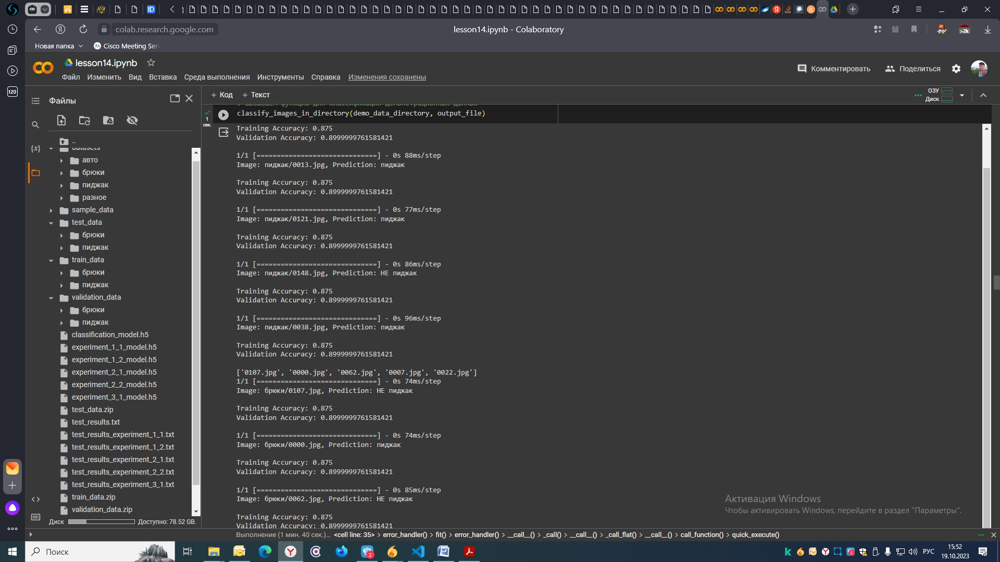 colab.research.google.com
lesson14.ipynb - Colaboratory
>2k
Новая папка
Cisco Meeting Ser
lesson14.ipynb
Файл Изменить Вид Вставка Среда выполнения Инструменты Справка Изменения сохранены
Комментировать
Поделиться
120
Файлы
+ Код + Текст
ОЗУ
Диск
# Вызываем функцию для классификации демонстрационных данных
1
сек.
classify_images_in_directory(demo_data_directory, output_file)
..
datasets
авто
брюки
пиджак
разное
sample_data
test_data
брюки
пиджак
train_data
брюки
пиджак
validation_data
брюки
пиджак
classification_model.h5
experiment_1_1_model.h5
experiment_1_2_model.h5
experiment_2_1_model.h5
experiment_2_2_model.h5
experiment_3_1_model.h5
test_data.zip
test_results.txt
test_results_experiment_1_1.txt
test_results_experiment_1_2.txt
test_results_experiment_2_1.txt
test_results_experiment_2_2.txt
test_results_experiment_3_1.txt
train_data.zip
validation_data.zip
Диск Доступно: 78.52 GB.
Training Accuracy: 0.875
Validation Accuracy: 0.8999999761581421
1/1 [==============================] - 0s 88ms/step
Image: пиджак/0013.jpg, Prediction: пиджак
Training Accuracy: 0.875
Validation Accuracy: 0.8999999761581421
1/1 [==============================] - 0s 77ms/step
Image: пиджак/0121.jpg, Prediction: пиджак
Training Accuracy: 0.875
Validation Accuracy: 0.8999999761581421
1/1 [==============================] - 0s 86ms/step
Image: пиджак/0148.jpg, Prediction: НЕ пиджак
Training Accuracy: 0.875
Validation Accuracy: 0.8999999761581421
1/1 [==============================] - 0s 96ms/step
Image: пиджак/0038.jpg, Prediction: пиджак
Training Accuracy: 0.875
Validation Accuracy: 0.8999999761581421
['0107.jpg', '0000.jpg', '0062.jpg', '0007.jpg', '0022.jpg']
1/1 [==============================] - 0s 74ms/step
Image: брюки/0107.jpg, Prediction: НЕ пиджак
Training Accuracy: 0.875
Validation Accuracy: 0.8999999761581421
1/1 [==============================] - 0s 74ms/step
Image: брюки/0000.jpg, Prediction: пиджак
Training Accuracy: 0.875
Validation Accuracy: 0.8999999761581421
1/1 [==============================] - 0s 85ms/step
Image: брюки/0062.jpg, Prediction: НЕ пиджак
Training Accuracy: 0.875
Validation Accuracy: 0.8999999761581421
Активация Windows
Чтобы активировать Windows, перейдите в раздел "Параметры".
Выполнение (1 мин. 40 сек.)... <cell line: 35> > error_handler() > fit() > error_handler() > __call__() > _call() > __call__() > _call_flat() > __call__() > call_function() > quick_execute()
Поиск
РУС
15:52
19.10.2023